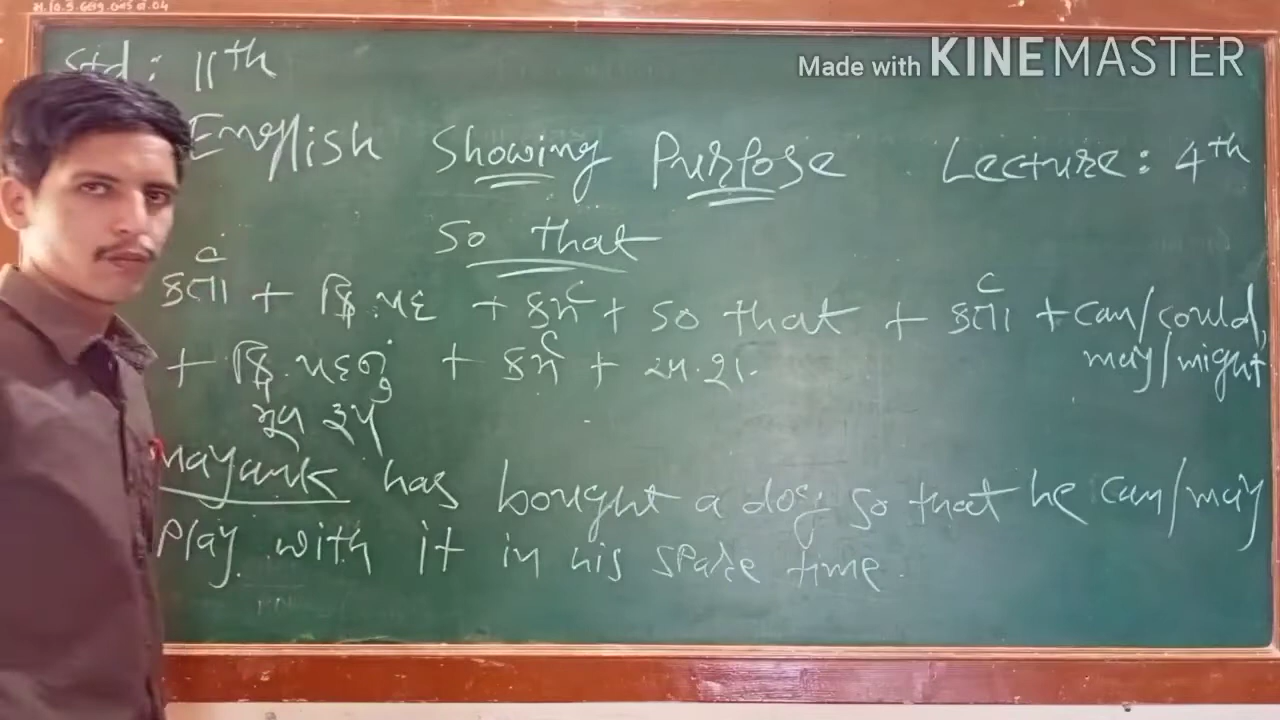 Made with KINEMASTER
Std : 11th
English Showing Purpose Lecture : 4th
So that
કર્તા + ક્રિ.પદ + કર્મ + so that + કર્તા + can/could,
may/might
+ ક્રિ.પદનું + કર્મ + અ.શ.
મૂળ રૂપ
Mayank has bought a dog so that he can/may
Play with it in his spare time.